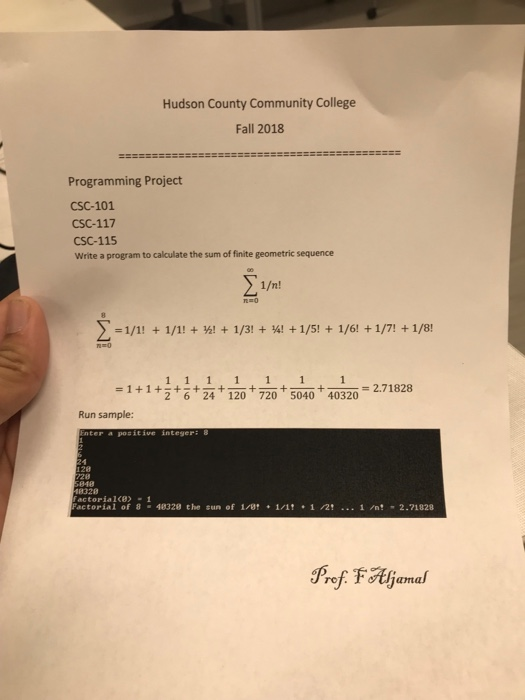 Hudson County Community College
Fall 2018
==========================================
Programming Project
CSC-101
CSC-117
CSC-115
Write a program to calculate the sum of finite geometric sequence
∞
∑ 1/n!
n=0
8
∑ = 1/1! + 1/1! + ½! + 1/3! + ¼! + 1/5! + 1/6! + 1/7! + 1/8!
n=0
= 1 + 1 + 1/2 + 1/6 + 1/24 + 1/120 + 1/720 + 1/5040 + 1/40320 = 2.71828
Run sample:
Enter a positive integer: 8
1
2
6
24
120
720
5040
40320
factorial(0) = 1
Factorial of 8 = 40320 the sun of 1/0! + 1/1! + 1 /2! ... 1 /n! = 2.71828
Prof. F Aljamal